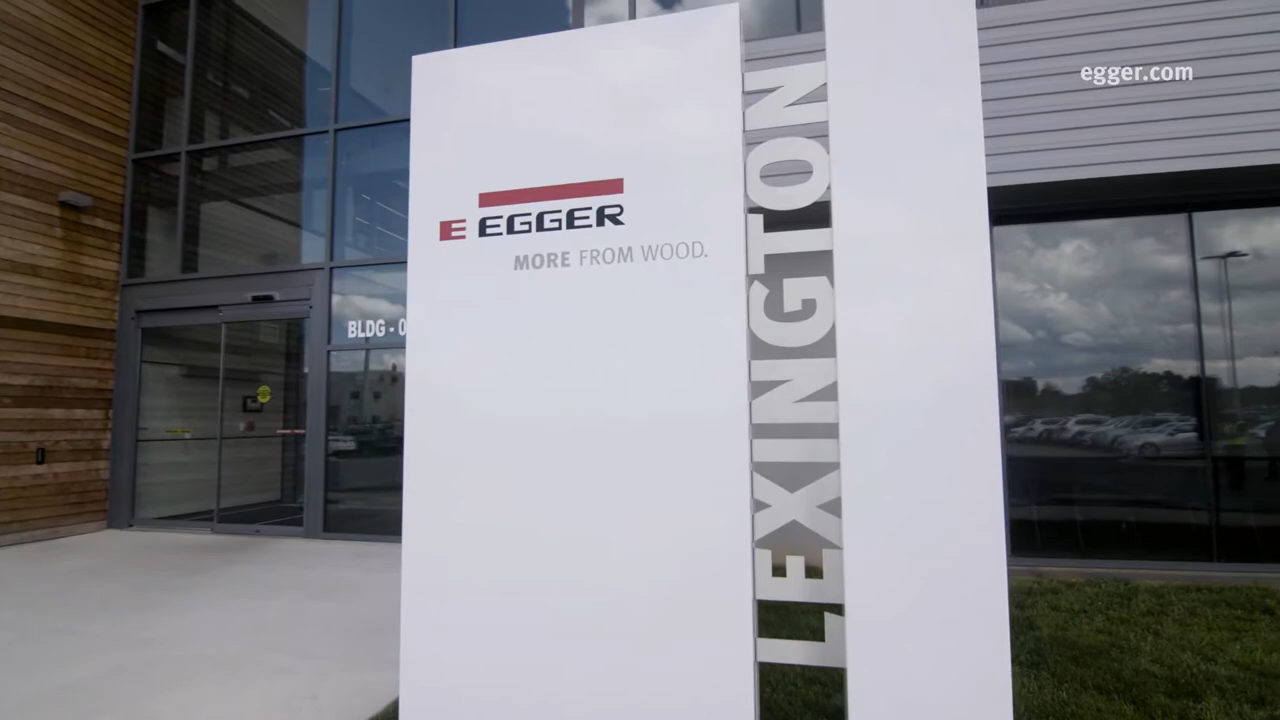 egger.com
E EGGER
MORE FROM WOOD.
LEXINGTON
BLDG - 0